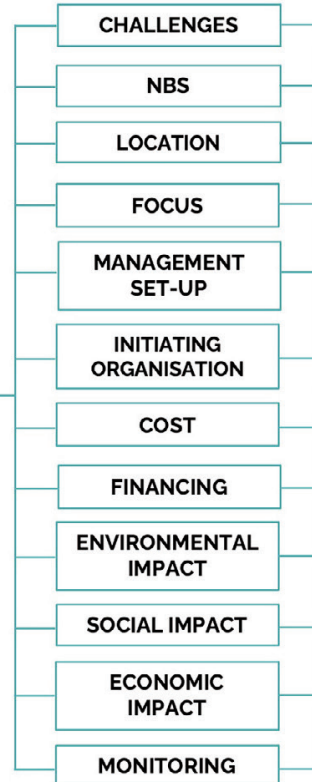 CHALLENGES
NBS
LOCATION
FOCUS
MANAGEMENT
SET-UP
INITIATING
ORGANISATION
COST
FINANCING
ENVIRONMENTAL
IMPACT
SOCIAL IMPACT
ECONOMIC
IMPACT
MONITORING